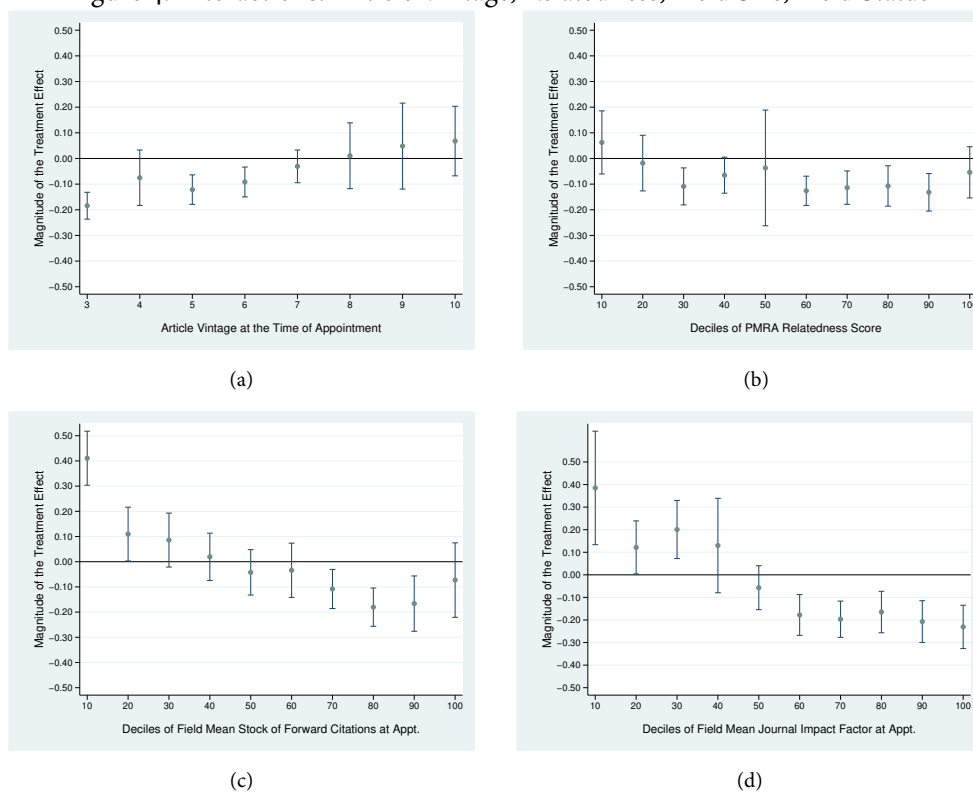 Magnitude of the Treatment Effect
0.50
0.40
0.30
0.20
0.10
0.00
−0.10
−0.20
−0.30
−0.40
−0.50
3 4 5 6 7 8 9 10
Article Vintage at the Time of Appointment
(a)
Magnitude of the Treatment Effect
0.50
0.40
0.30
0.20
0.10
0.00
−0.10
−0.20
−0.30
−0.40
−0.50
10 20 30 40 50 60 70 80 90 100
Deciles of PMRA Relatedness Score
(b)
Magnitude of the Treatment Effect
0.50
0.40
0.30
0.20
0.10
0.00
−0.10
−0.20
−0.30
−0.40
−0.50
10 20 30 40 50 60 70 80 90 100
Deciles of Field Mean Stock of Forward Citations at Appt.
(c)
Magnitude of the Treatment Effect
0.50
0.40
0.30
0.20
0.10
0.00
−0.10
−0.20
−0.30
−0.40
−0.50
10 20 30 40 50 60 70 80 90 100
Deciles of Field Mean Journal Impact Factor at Appt.
(d)